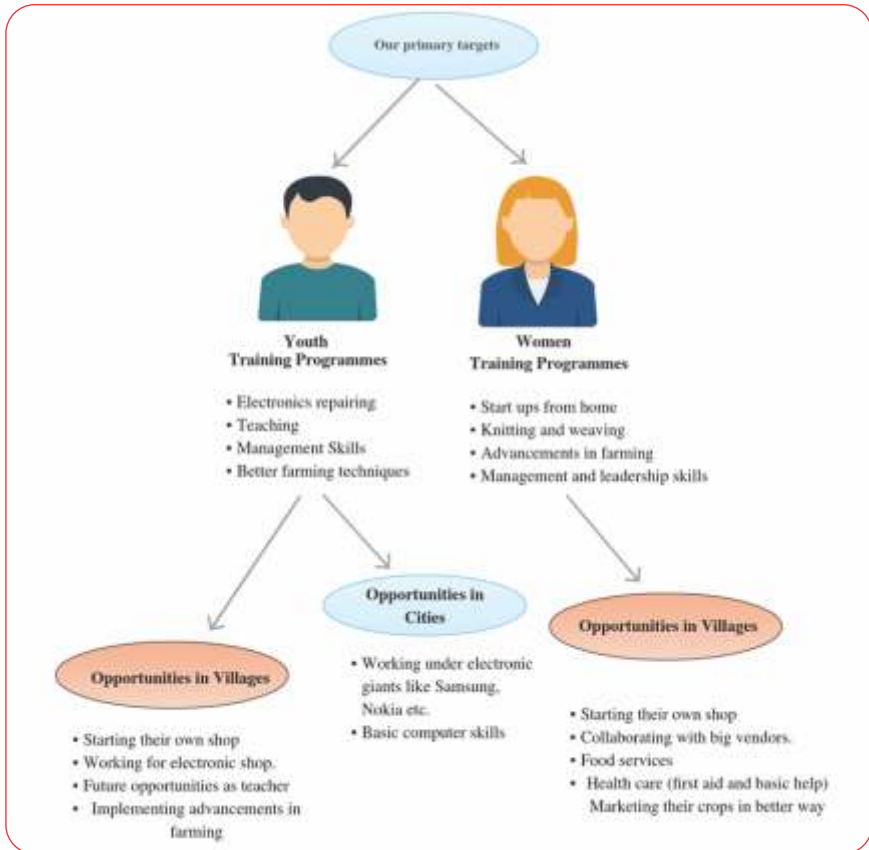 Our primary targets
Youth
Training Programmes
• Electronics repairing
• Teaching
• Management Skills
• Better farming techniques
Women
Training Programmes
• Start ups from home
• Knitting and weaving
• Advancements in farming
• Management and leadership skills
Opportunities in Villages
• Starting their own shop
• Working for electronic shop.
• Future opportunities as teacher
• Implementing advancements in
farming
Opportunities in
Cities
• Working under electronic
giants like Samsung,
Nokia etc.
• Basic computer skills
Opportunities in Villages
• Starting their own shop
• Collaborating with big vendors.
• Food services
• Health care (first aid and basic help)
Marketing their crops in better way